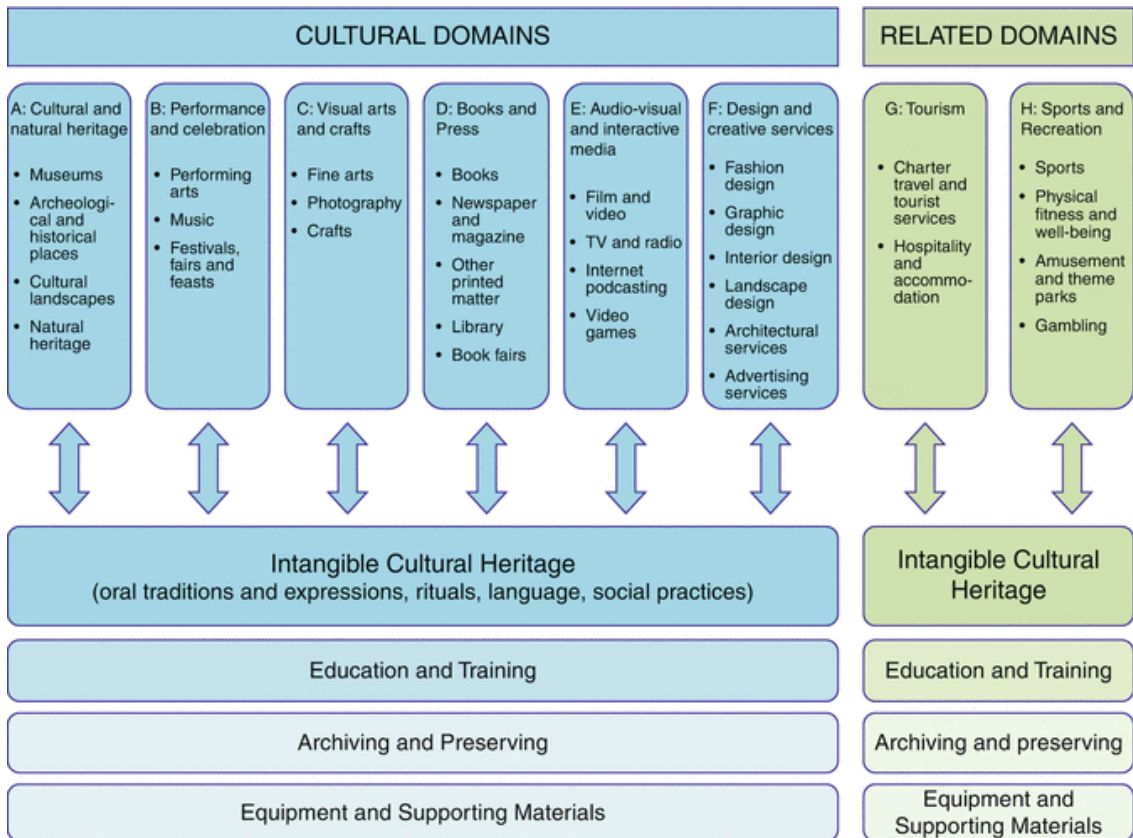 CULTURAL DOMAINS
RELATED DOMAINS
A: Cultural and
natural heritage
• Museums
• Archeologi-
cal and
historical
places
• Cultural
landscapes
• Natural
heritage
B: Performance
and celebration
• Performing
arts
• Music
• Festivals,
fairs and
feasts
C: Visual arts
and crafts
• Fine arts
• Photography
• Crafts
D: Books and
Press
• Books
• Newspaper
and
magazine
• Other
printed
matter
• Library
• Book fairs
E: Audio-visual
and interactive
media
• Film and
video
• TV and radio
• Internet
podcasting
• Video
games
F: Design and
creative services
• Fashion
design
• Graphic
design
• Interior design
• Landscape
design
• Architectural
services
• Advertising
services
G: Tourism
• Charter
travel and
tourist
services
• Hospitality
and
accommo-
dation
H: Sports and
Recreation
• Sports
• Physical
fitness and
well-being
• Amusement
and theme
parks
• Gambling
Intangible Cultural Heritage
(oral traditions and expressions, rituals, language, social practices)
Intangible Cultural
Heritage
Education and Training
Education and Training
Archiving and Preserving
Archiving and preserving
Equipment and Supporting Materials
Equipment and
Supporting Materials